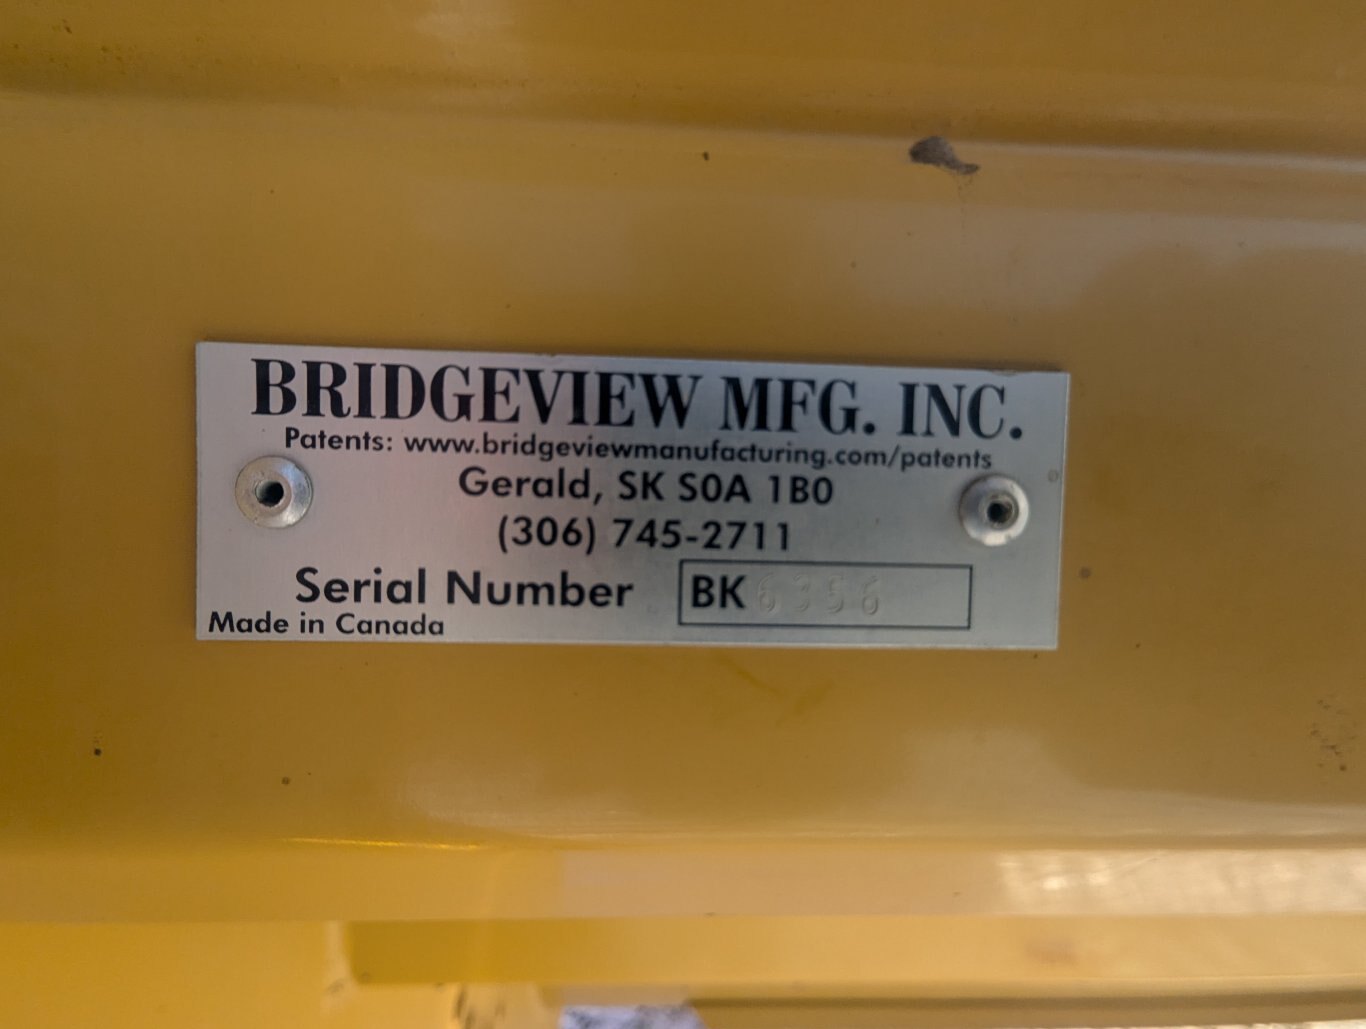 BRIDGEVIEW MFG. INC.
Patents: www.bridgeviewmanufacturing.com/patents
Gerald, SK S0A 1B0
(306) 745-2711
Serial Number BK 6356
Made in Canada